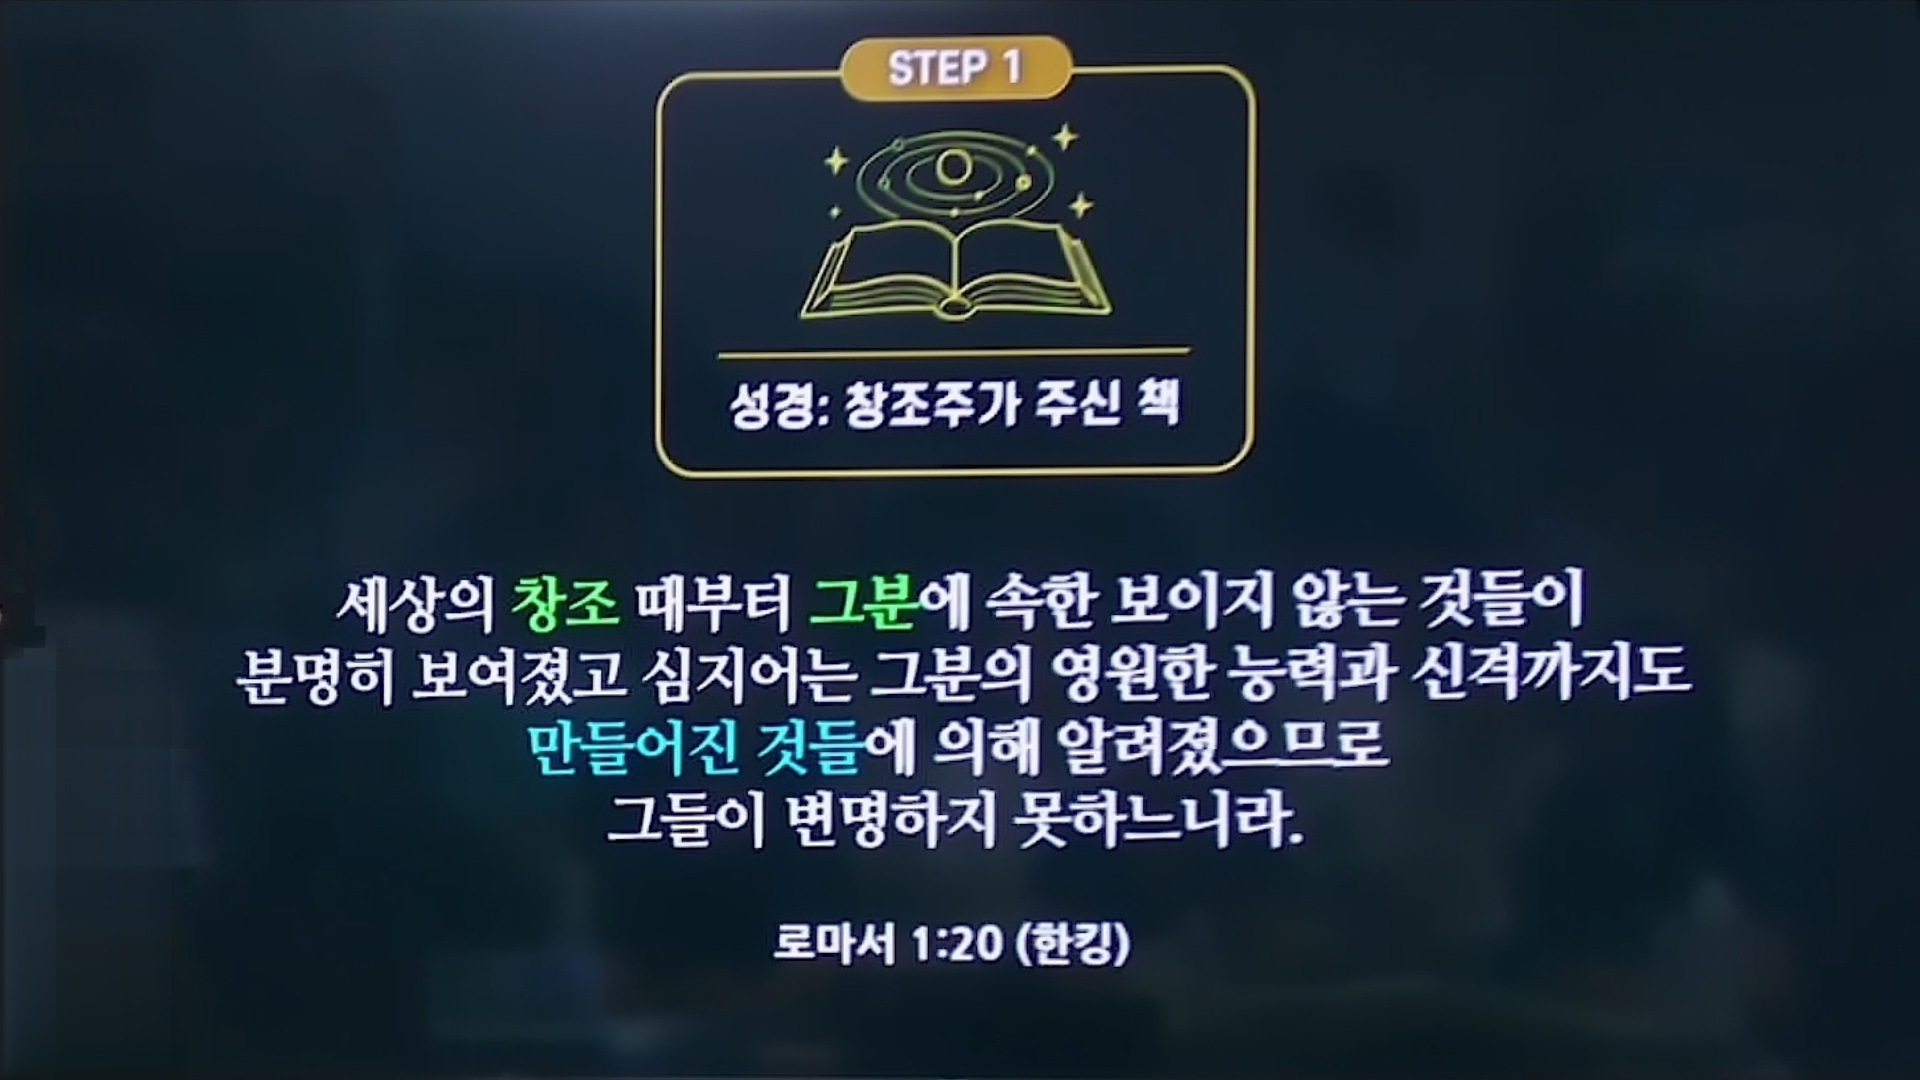 STEP 1
성경: 창조주가 주신 책
세상의 창조 때부터 그분에 속한 보이지 않는 것들이
분명히 보여졌고 심지어는 그분의 영원한 능력과 신격까지도
만들어진 것들에 의해 알려졌으므로
그들이 변명하지 못하느니라.
로마서 1:20 (한킹)